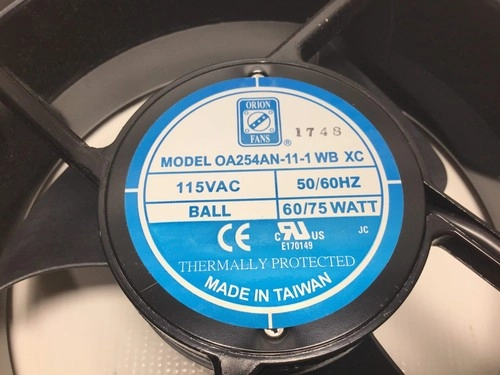 ORION
FANS
®
1748
MODEL OA254AN-11-1 WB XC
115VAC
50/60HZ
BALL
60/75 WATT
CE
C RU US
E170149
JC
THERMALLY PROTECTED
MADE IN TAIWAN